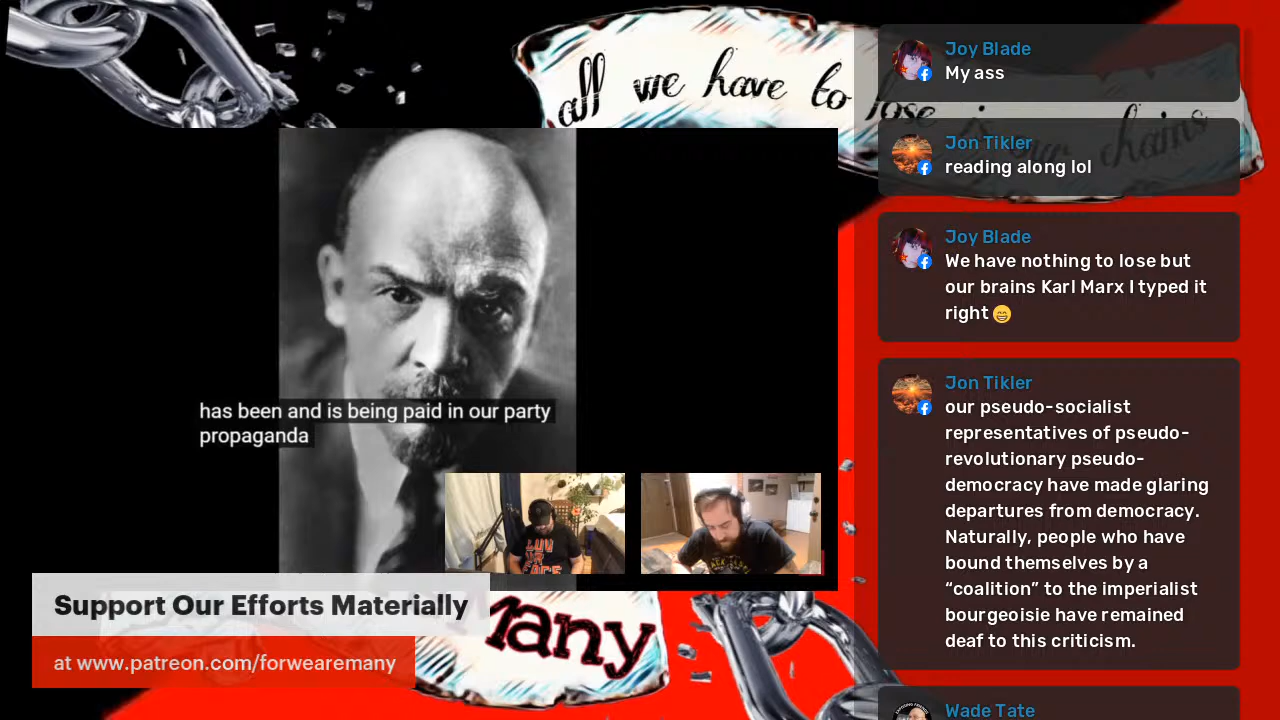 all we have to lose is our chains
has been and is being paid in our party
propaganda
Many
Support Our Efforts Materially
at www.patreon.com/forwearemany
Joy Blade
My ass
Jon Tikler
reading along lol
Joy Blade
We have nothing to lose but
our brains Karl Marx I typed it
right 😄
Jon Tikler
our pseudo-socialist
representatives of pseudo-
revolutionary pseudo-
democracy have made glaring
departures from democracy.
Naturally, people who have
bound themselves by a
“coalition” to the imperialist
bourgeoisie have remained
deaf to this criticism.
Wade Tate